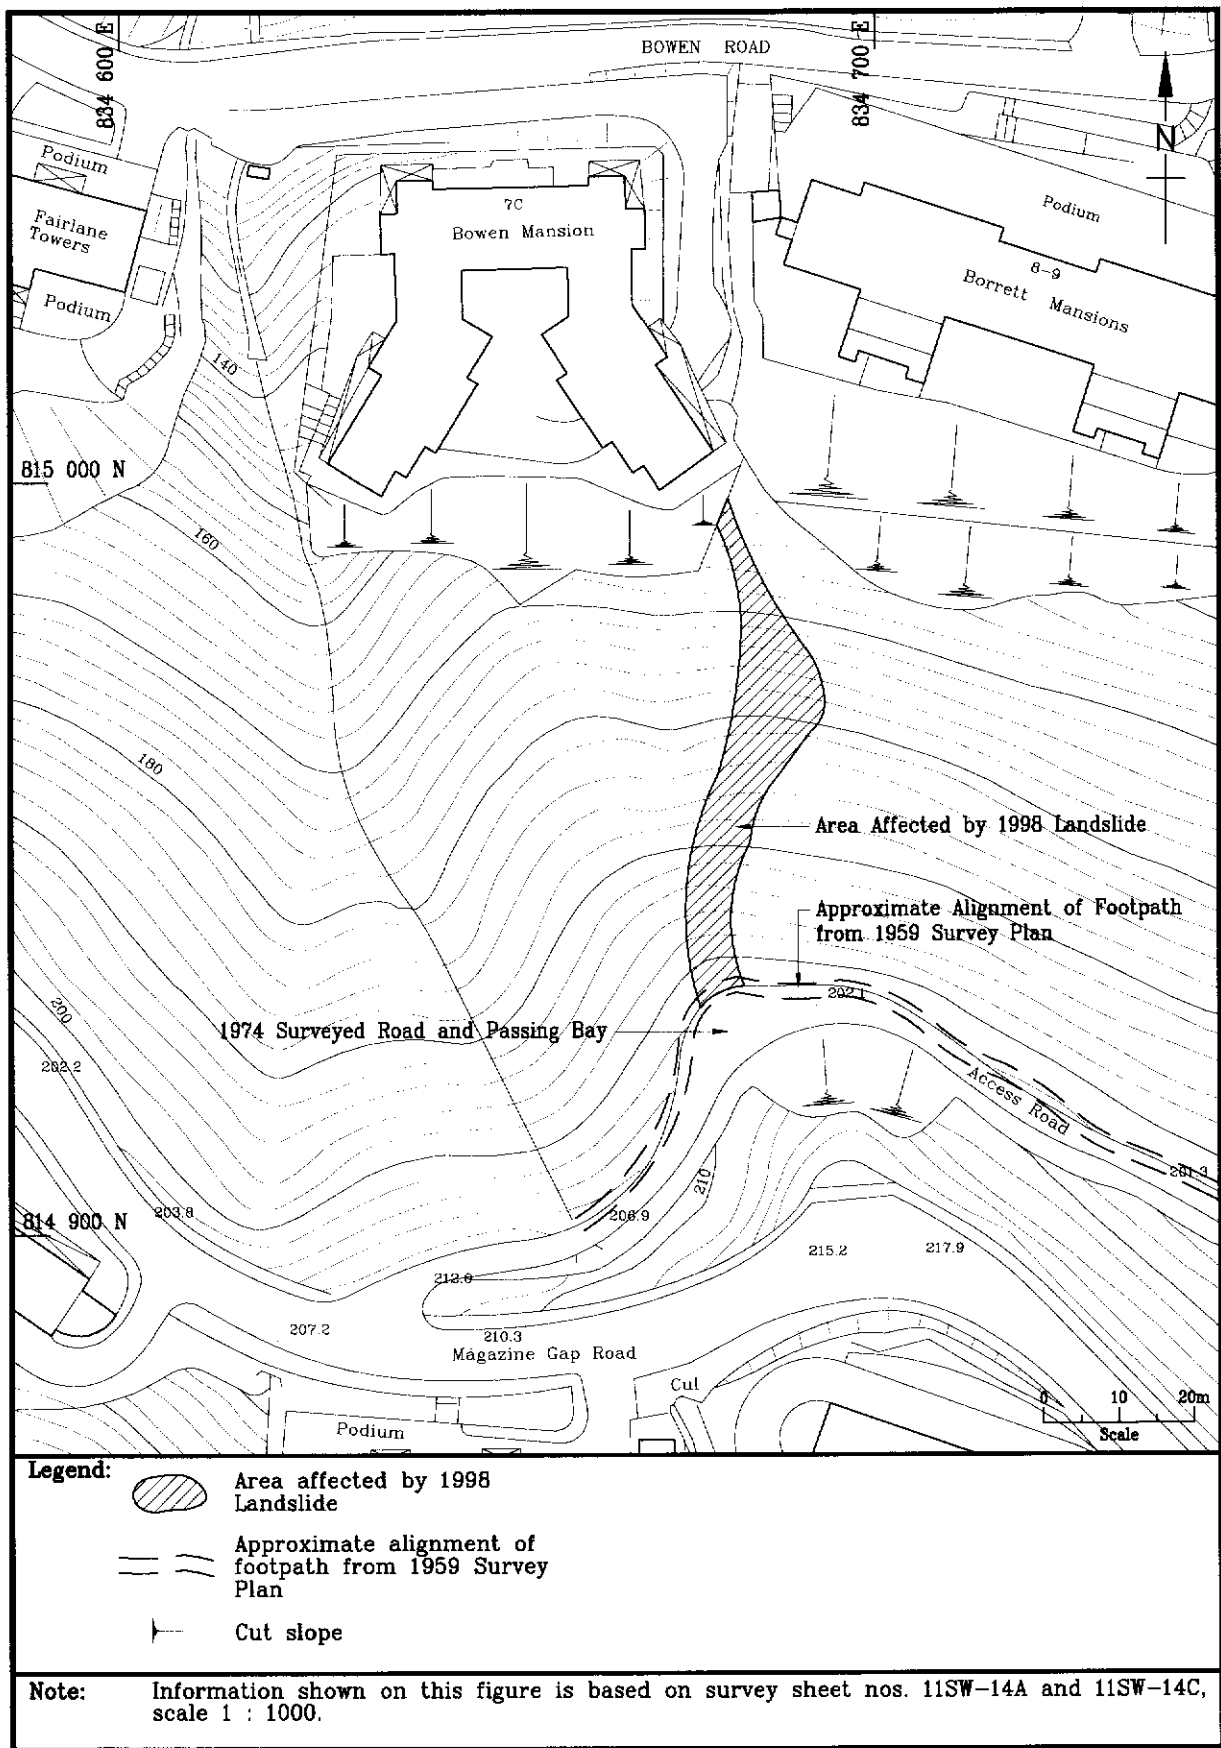 834 600 E
BOWEN ROAD
834 700 E
N
Podium
Fairlane
Towers
Podium
7C
Bowen Mansion
Podium
8-9
Borrett Mansions
140
815 000 N
160
180
Area Affected by 1998 Landslide
Approximate Alignment of Footpath
from 1959 Survey Plan
202.1
200
1974 Surveyed Road and Passing Bay
202.2
Access Road
201.3
210
203.8
206.9
814 900 N
215.2
217.9
212.0
207.2
210.3
Magazine Gap Road
Cul
0 10 20m
Scale
Podium
Legend:
Area affected by 1998
Landslide
Approximate alignment of
footpath from 1959 Survey
Plan
Cut slope
Note: Information shown on this figure is based on survey sheet nos. 11SW-14A and 11SW-14C,
scale 1 : 1000.